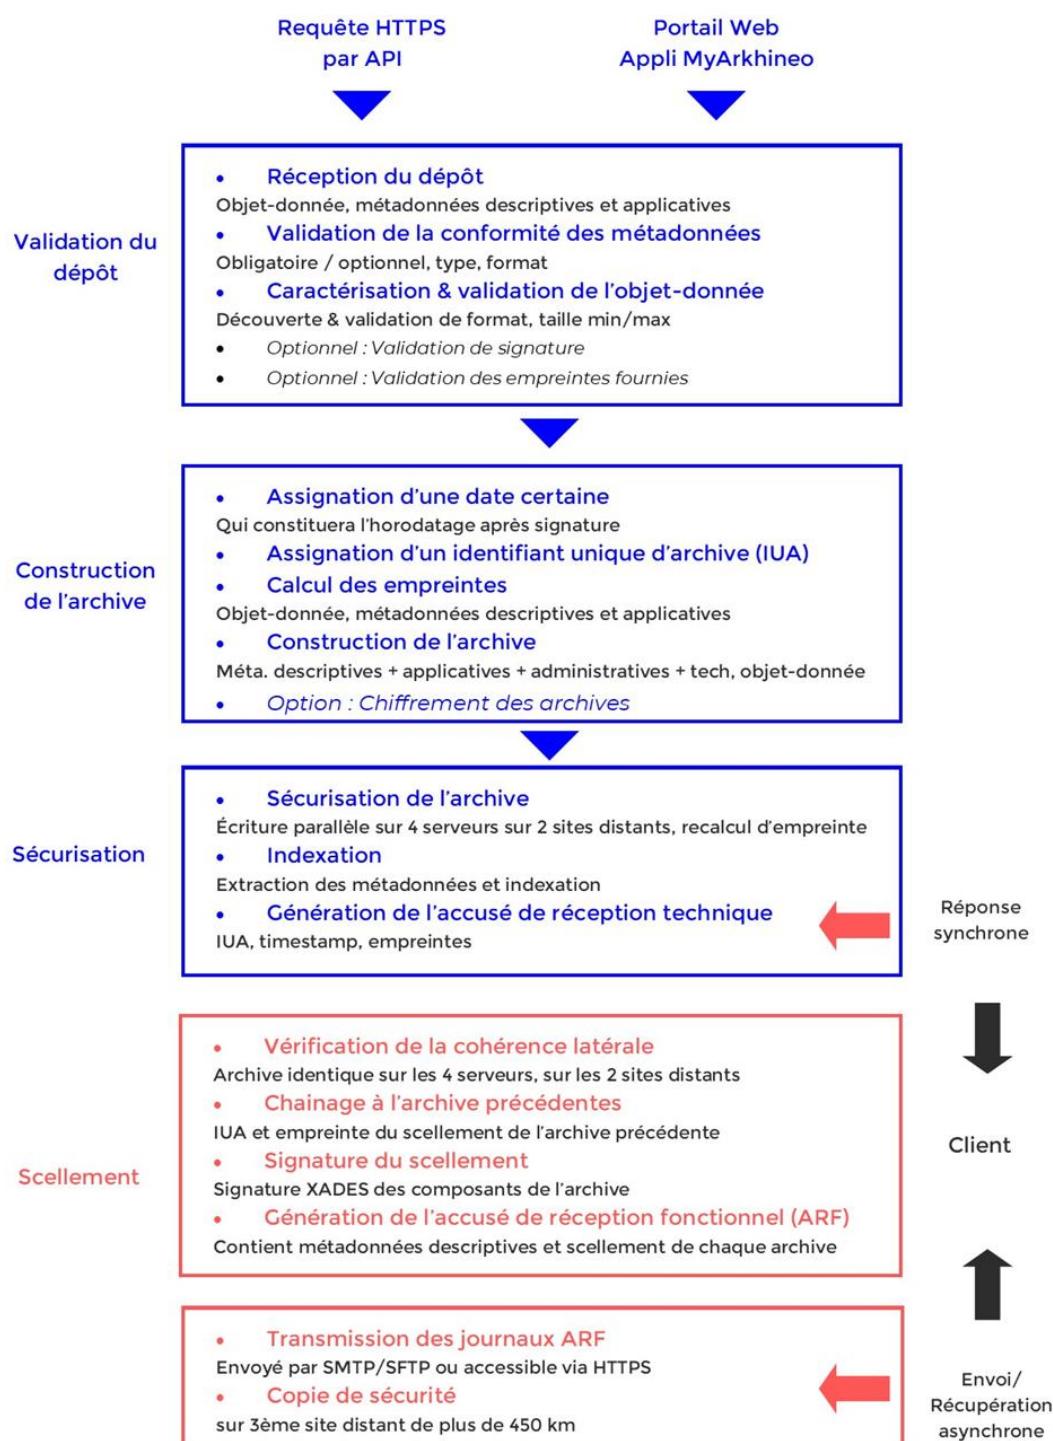 Requête HTTPS
par API
Portail Web
Appli MyArkhineo
Validation du
dépôt
• Réception du dépôt
Objet-donnée, métadonnées descriptives et applicatives
• Validation de la conformité des métadonnées
Obligatoire / optionnel, type, format
• Caractérisation & validation de l'objet-donnée
Découverte & validation de format, taille min/max
• Optionnel : Validation de signature
• Optionnel : Validation des empreintes fournies
Construction
de l'archive
• Assignation d'une date certaine
Qui constituera l'horodatage après signature
• Assignation d'un identifiant unique d'archive (IUA)
• Calcul des empreintes
Objet-donnée, métadonnées descriptives et applicatives
• Construction de l'archive
Méta. descriptives + applicatives + administratives + tech, objet-donnée
• Option : Chiffrement des archives
Sécurisation
• Sécurisation de l'archive
Écriture parallèle sur 4 serveurs sur 2 sites distants, recalcul d'empreinte
• Indexation
Extraction des métadonnées et indexation
• Génération de l'accusé de réception technique
IUA, timestamp, empreintes
Réponse
synchrone
Scellement
• Vérification de la cohérence latérale
Archive identique sur les 4 serveurs, sur les 2 sites distants
• Chainage à l'archive précédentes
IUA et empreinte du scellement de l'archive précédente
• Signature du scellement
Signature XADES des composants de l'archive
• Génération de l'accusé de réception fonctionnel (ARF)
Contient métadonnées descriptives et scellement de chaque archive
Client
• Transmission des journaux ARF
Envoyé par SMTP/SFTP ou accessible via HTTPS
• Copie de sécurité
sur 3ème site distant de plus de 450 km
Envoi/
Récupération
asynchrone